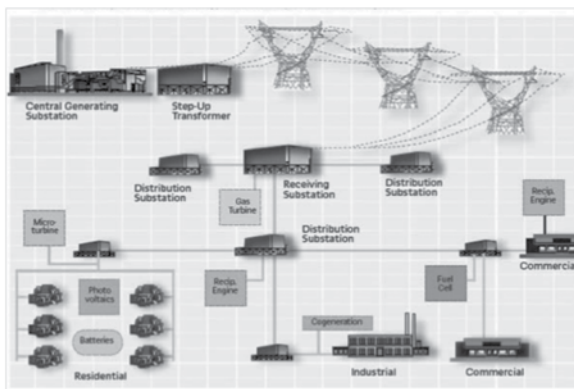 Central Generating
Substation
Step-Up
Transformer
Distribution
Substation
Receiving
Substation
Distribution
Substation
Gas
Turbine
Recip.
Engine
Micro-
turbine
Distribution
Substation
Commercial
Recip.
Engine
Fuel
Cell
Photo
voltaics
Batteries
Residential
Cogeneration
Industrial
Commercial